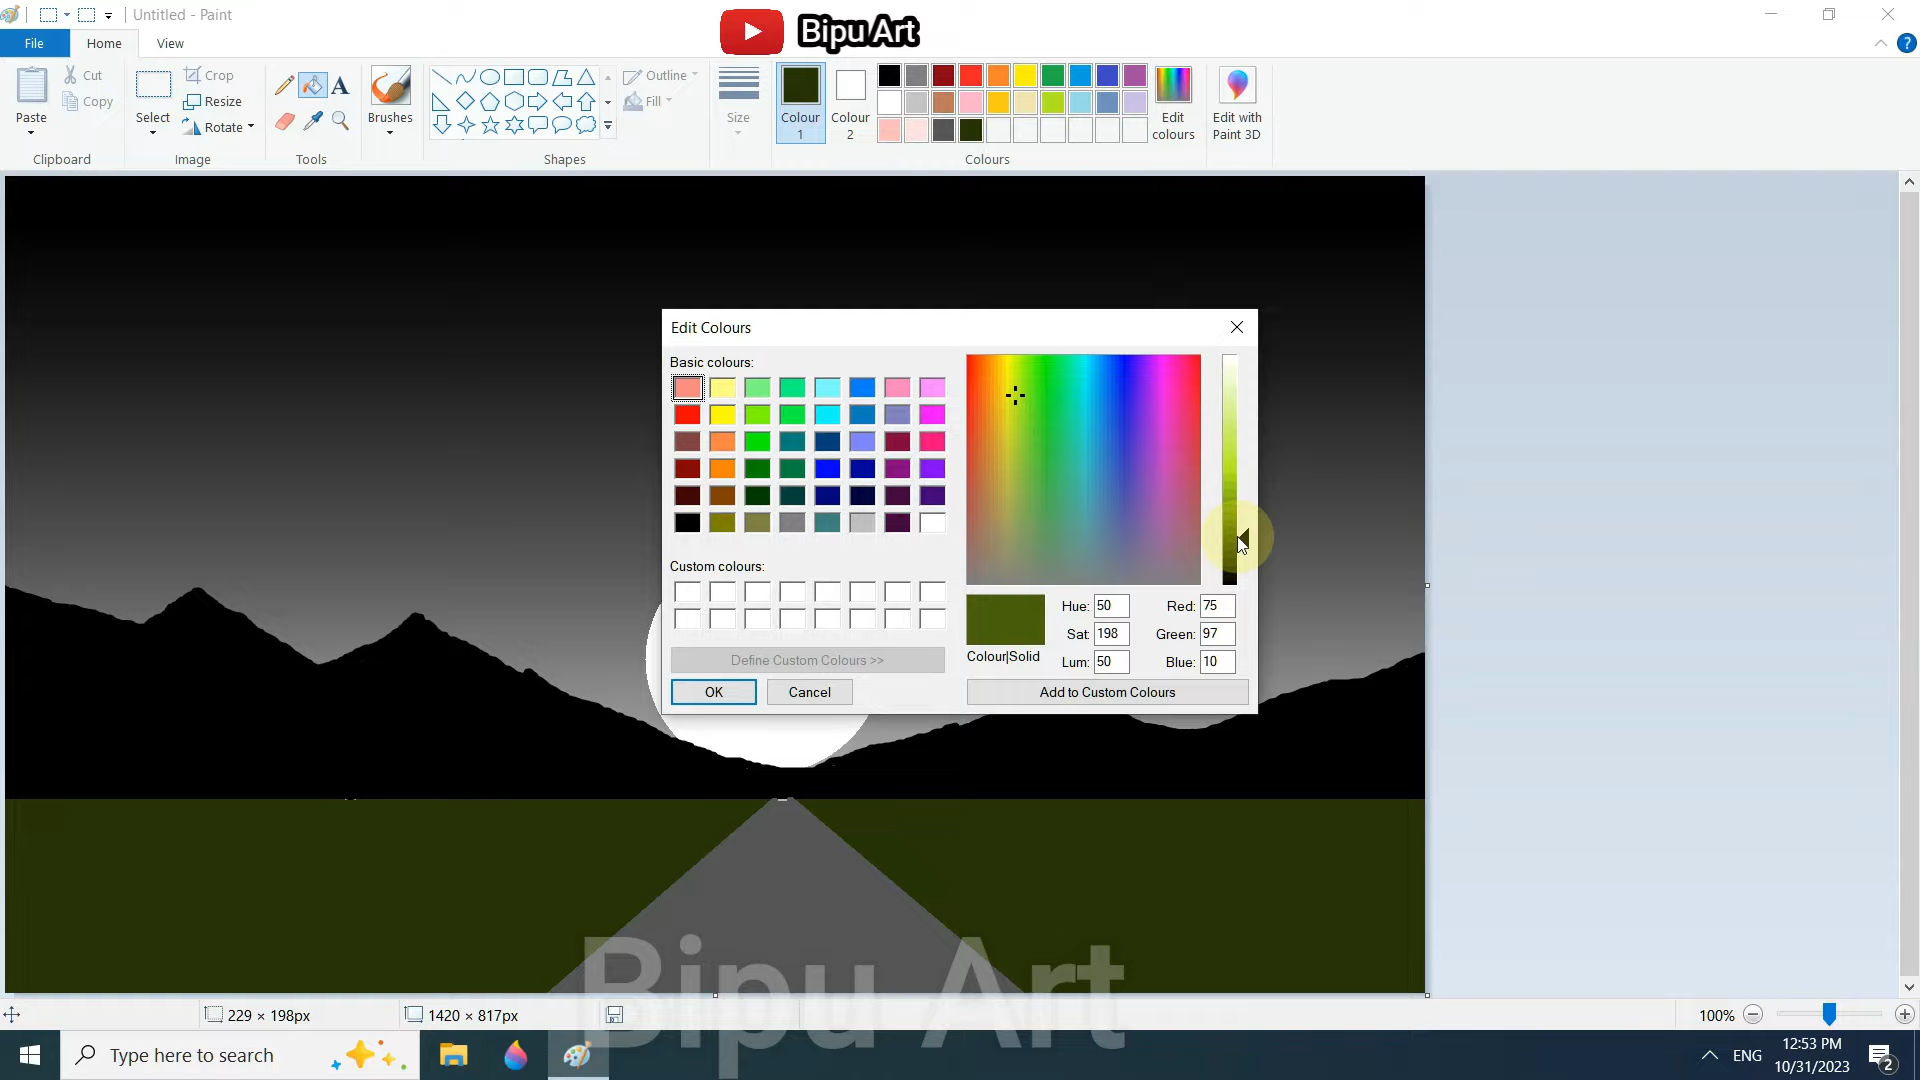 Untitled - Paint
Bipu Art
File
Home
View
Paste
Cut
Copy
Clipboard
Select
Crop
Resize
Rotate
Image
Tools
Brushes
Shapes
Outline
Fill
Size
Colour
1
Colour
2
Colours
Edit
colours
Edit with
Paint 3D
Edit Colours
Basic colours:
Custom colours:
Define Custom Colours >>
OK
Cancel
Colour|Solid
Hue: 50
Sat: 198
Lum: 50
Red: 75
Green: 97
Blue: 10
Add to Custom Colours
Bipu Art
229 × 198px
1420 × 817px
100%
Type here to search
ENG
12:53 PM
10/31/2023
2